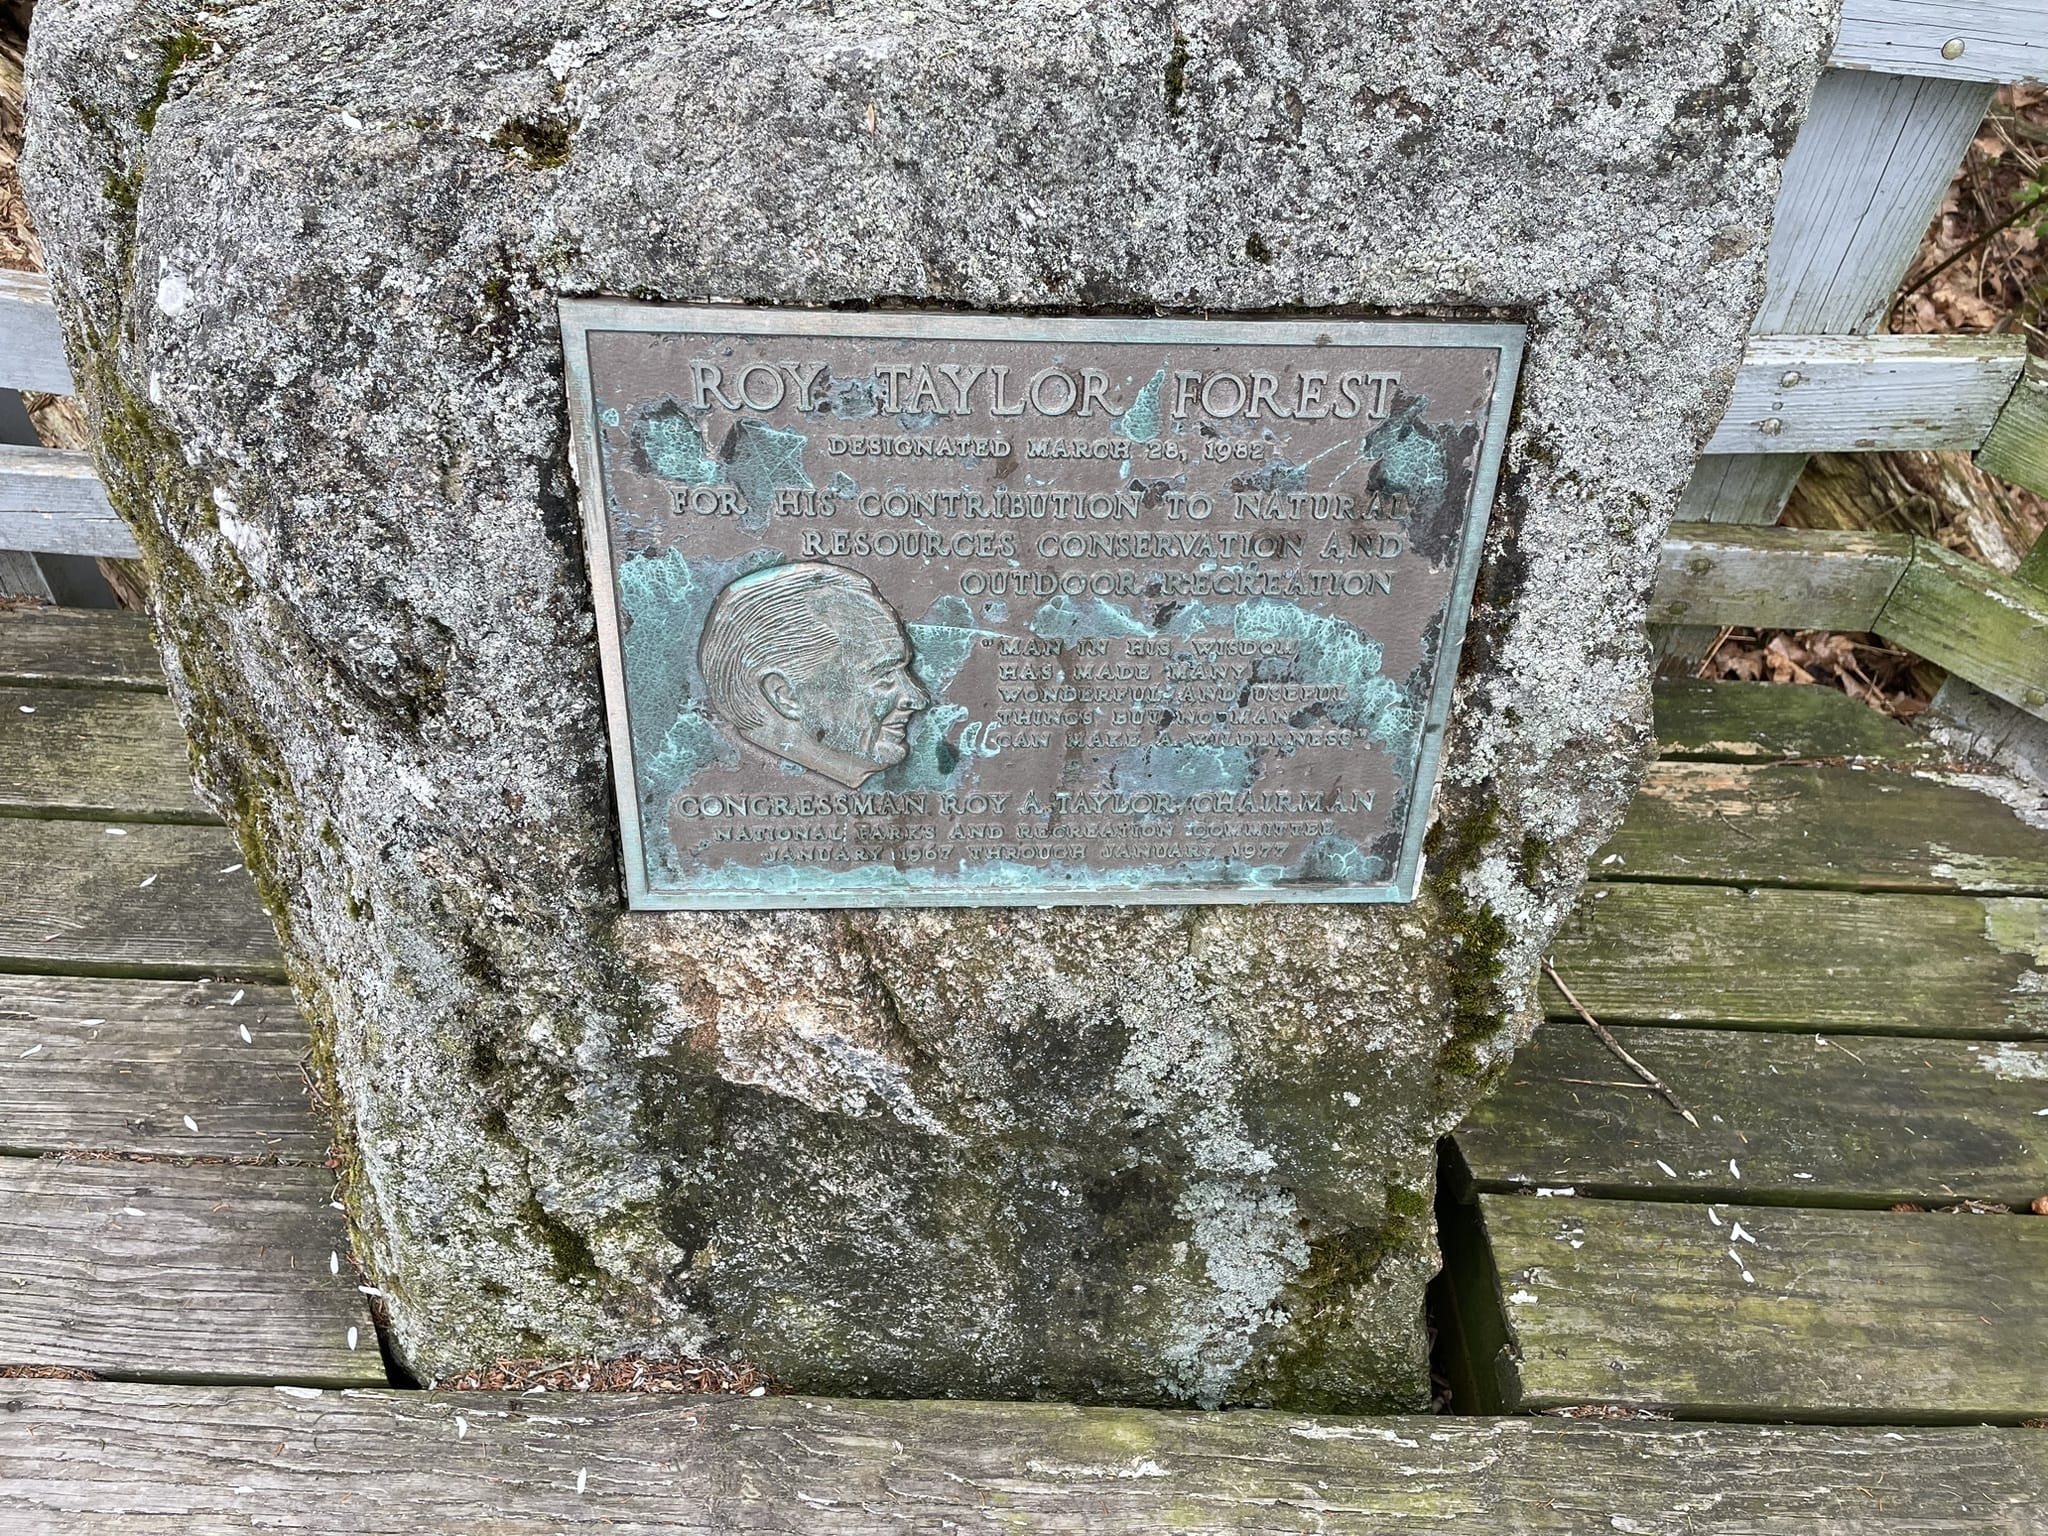 ROY TAYLOR FOREST
DESIGNATED MARCH 28, 1982
FOR HIS CONTRIBUTION TO NATURAL
RESOURCES CONSERVATION AND
OUTDOOR RECREATION
"MAN IN HIS WISDOM
HAS MADE MANY
WONDERFUL AND USEFUL
THINGS BUT NO MAN
CAN MAKE A WILDERNESS"
CONGRESSMAN ROY A. TAYLOR, CHAIRMAN
NATIONAL PARKS AND RECREATION COMMITTEE
JANUARY 1967 THROUGH JANUARY 1977